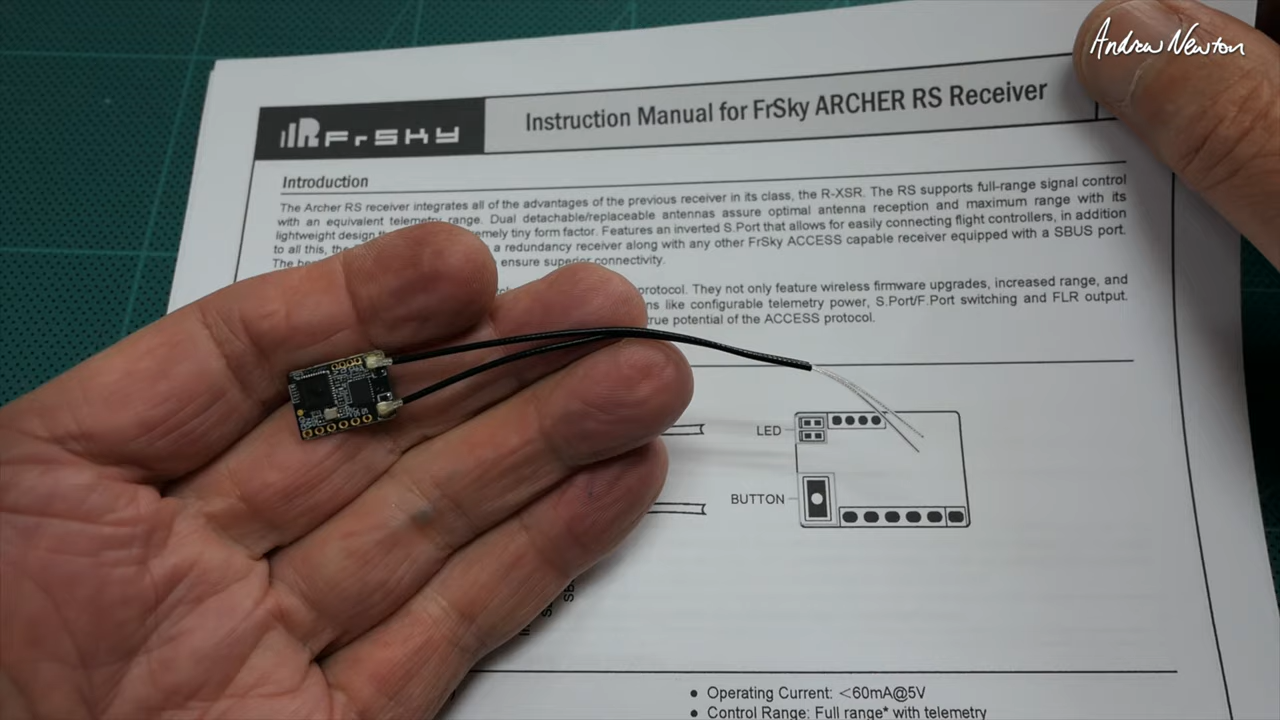 Andrew Newton
FrSKY
Instruction Manual for FrSky ARCHER RS Receiver
Introduction
The Archer RS receiver integrates all of the advantages of the previous receiver in its class, the R-XSR. The RS supports full-range signal control
with an equivalent telemetry range. Dual detachable/replaceable antennas assure optimal antenna reception and maximum range with its
lightweight design emely tiny form factor. Features an inverted S.Port that allows for easily connecting flight controllers, in addition
to all this, the a redundancy receiver along with any other FrSky ACCESS capable receiver equipped with a SBUS port.
The ensure superior connectivity.
protocol. They not only feature wireless firmware upgrades, increased range, and
ns like configurable telemetry power, S.Port/F.Port switching and FLR output.
true potential of the ACCESS protocol.
LED
BUTTON
● Operating Current: <60mA@5V
● Control Range: Full range* with telemetry